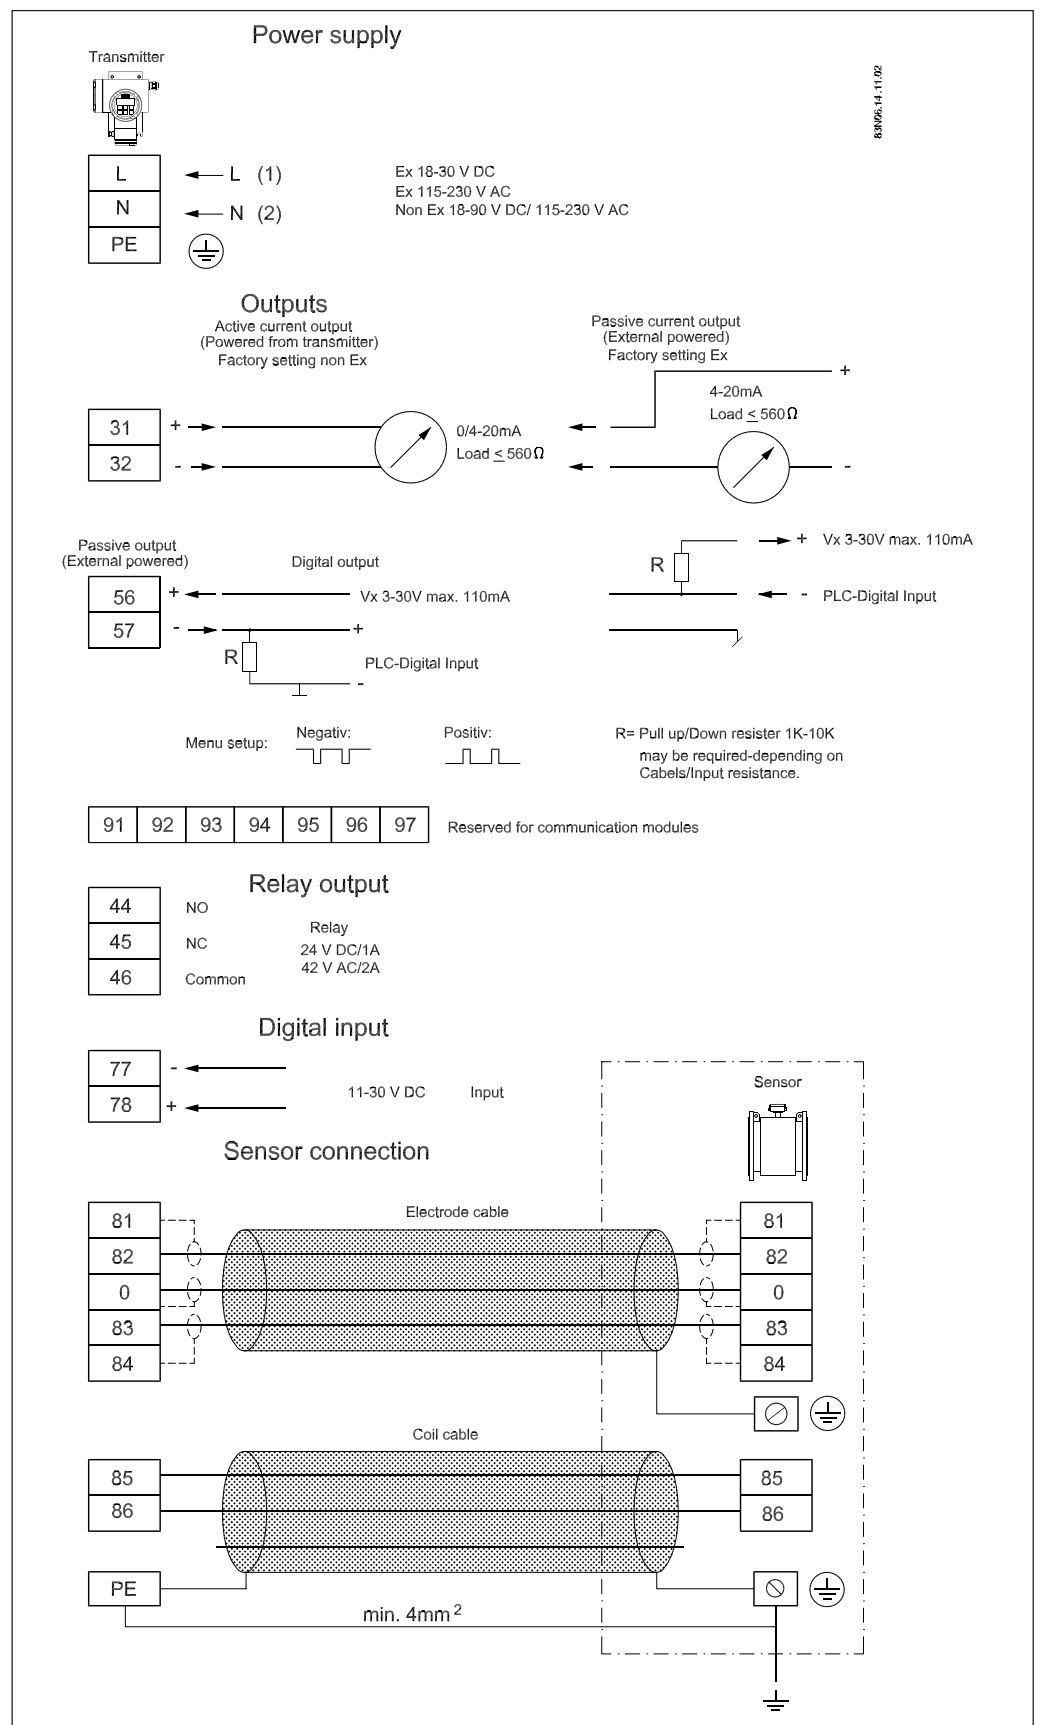 Power supply
Transmitter
83N06.14.11.02
L
L (1)
Ex 18-30 V DC
Ex 115-230 V AC
N
N (2)
Non Ex 18-90 V DC/ 115-230 V AC
PE
Outputs
Active current output
(Powered from transmitter)
Factory setting non Ex
Passive current output
(External powered)
Factory setting Ex
+
4-20mA
Load ≤ 560Ω
31
+
0/4-20mA
Load ≤ 560Ω
32
-
-
Passive output
(External powered)
Digital output
R
+ Vx 3-30V max. 110mA
56
+
Vx 3-30V max. 110mA
- PLC-Digital Input
57
-
+
R
PLC-Digital Input
-
Menu setup:
Negativ:
Positiv:
R= Pull up/Down resister 1K-10K
may be required-depending on
Cabels/Input resistance.
91 92 93 94 95 96 97
Reserved for communication modules
Relay output
44 NO
45 NC
46 Common
Relay
24 V DC/1A
42 V AC/2A
Digital input
77 -
78 +
11-30 V DC Input
Sensor
Sensor connection
Electrode cable
81 81
82 82
0 0
83 83
84 84
Coil cable
85 85
86 86
PE
min. 4mm²